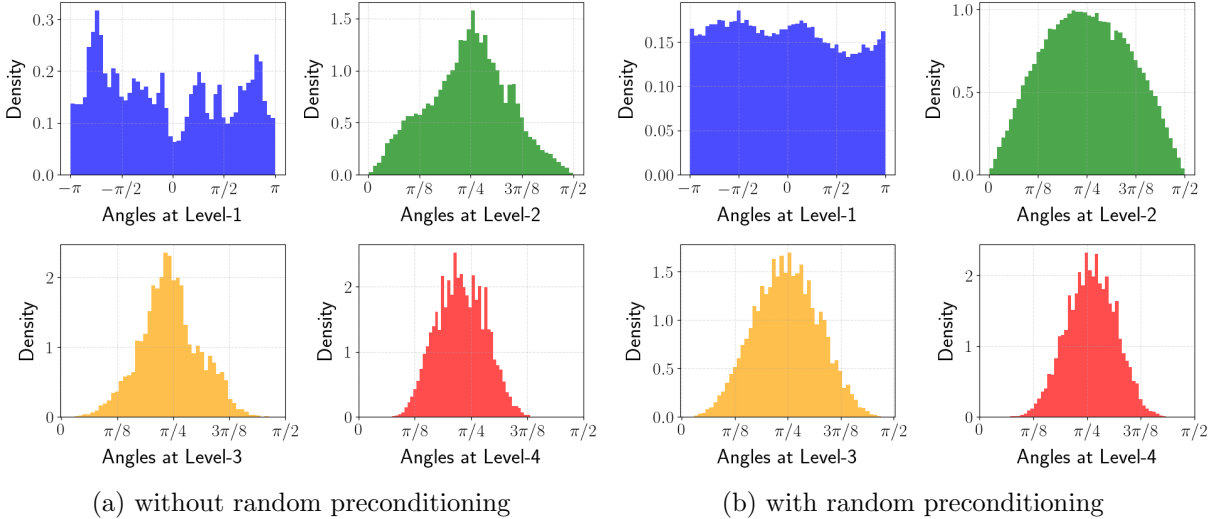 0.3
0.2
0.1
0.0
Density
−π
−π/2
0
π/2
π
Angles at Level-1
1.5
1.0
0.5
0.0
Density
0
π/8
π/4
3π/8
π/2
Angles at Level-2
0.15
0.10
0.05
0.00
Density
−π
−π/2
0
π/2
π
Angles at Level-1
1.0
0.5
0.0
Density
0
π/8
π/4
3π/8
π/2
Angles at Level-2
2
1
0
Density
0
π/8
π/4
3π/8
π/2
Angles at Level-3
2
1
0
Density
0
π/8
π/4
3π/8
π/2
Angles at Level-4
1.5
1.0
0.5
0.0
Density
0
π/8
π/4
3π/8
π/2
Angles at Level-3
2
1
0
Density
0
π/8
π/4
3π/8
π/2
Angles at Level-4
(a) without random preconditioning
(b) with random preconditioning